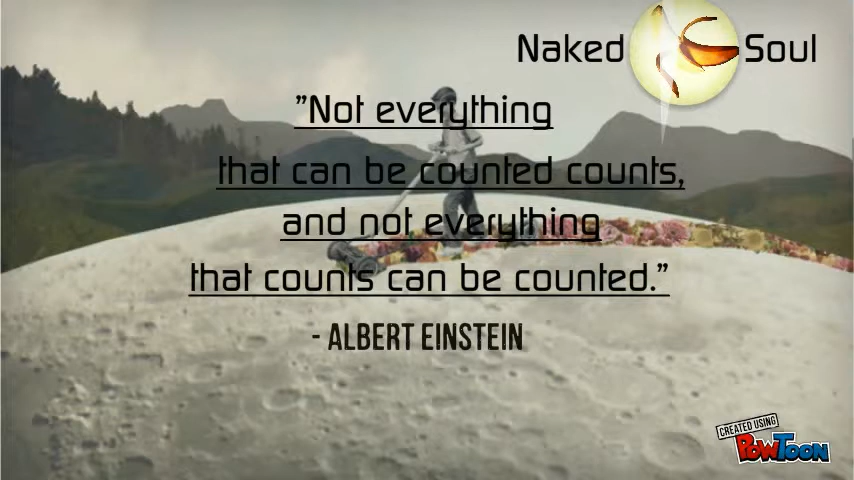 Naked Soul
”Not everything
that can be counted counts,
and not everything
that counts can be counted.”
- ALBERT EINSTEIN
CREATED USING
PowToon